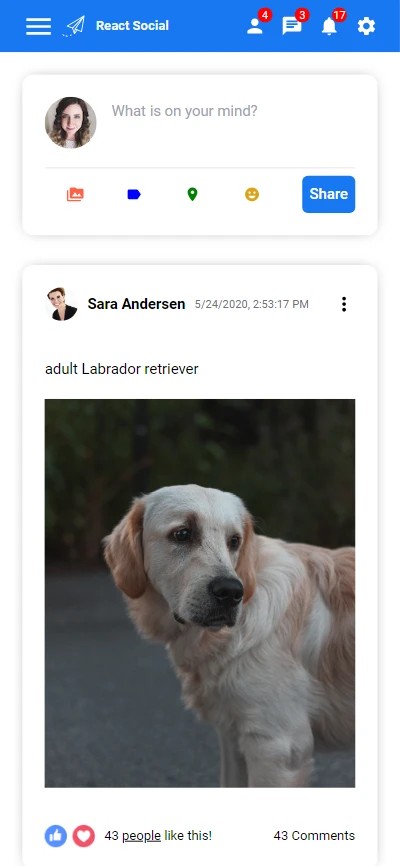 React Social
4
3
17
What is on your mind?
Share
Sara Andersen 5/24/2020, 2:53:17 PM
adult Labrador retriever
43 people like this! 43 Comments